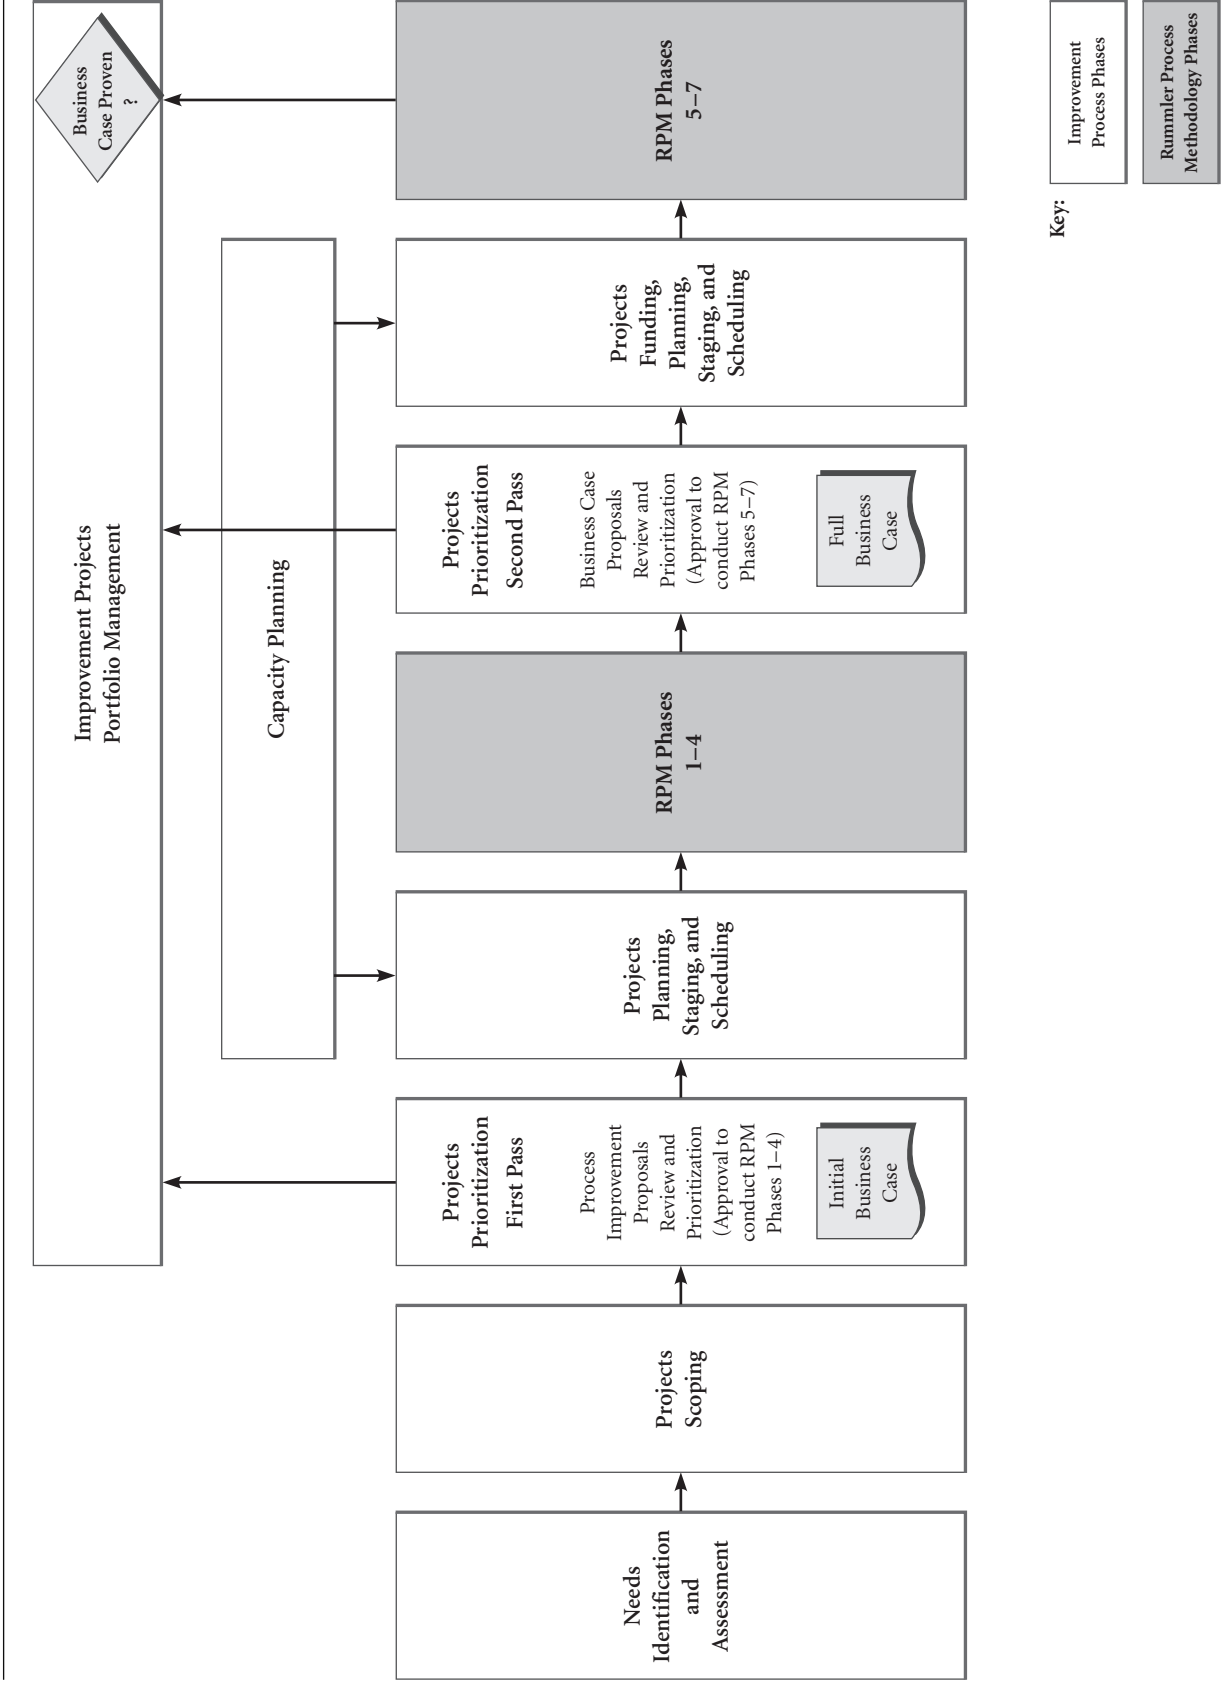 Improvement Projects
Portfolio Management
Business
Case Proven
?
Capacity Planning
Needs
Identification
and
Assessment
Projects
Scoping
Projects
Prioritization
First Pass
Process
Improvement
Proposals
Review and
Prioritization
(Approval to
conduct RPM
Phases 1–4)
Initial
Business
Case
Projects
Planning,
Staging, and
Scheduling
RPM Phases
1–4
Projects
Prioritization
Second Pass
Business Case
Proposals
Review and
Prioritization
(Approval to
conduct RPM
Phases 5–7)
Full
Business
Case
Projects
Funding,
Planning,
Staging, and
Scheduling
RPM Phases
5–7
Key:
Improvement
Process Phases
Rummler Process
Methodology Phases